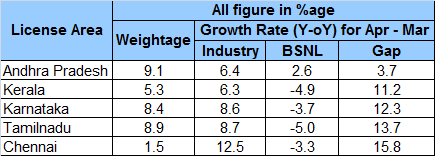 All figure in %age
License Area Weightage Growth Rate (Y-oY) for Apr - Mar
Industry BSNL Gap
Andhra Pradesh 9.1 6.4 2.6 3.7
Kerala 5.3 6.3 -4.9 11.2
Karnataka 8.4 8.6 -3.7 12.3
Tamilnadu 8.9 8.7 -5.0 13.7
Chennai 1.5 12.5 -3.3 15.8